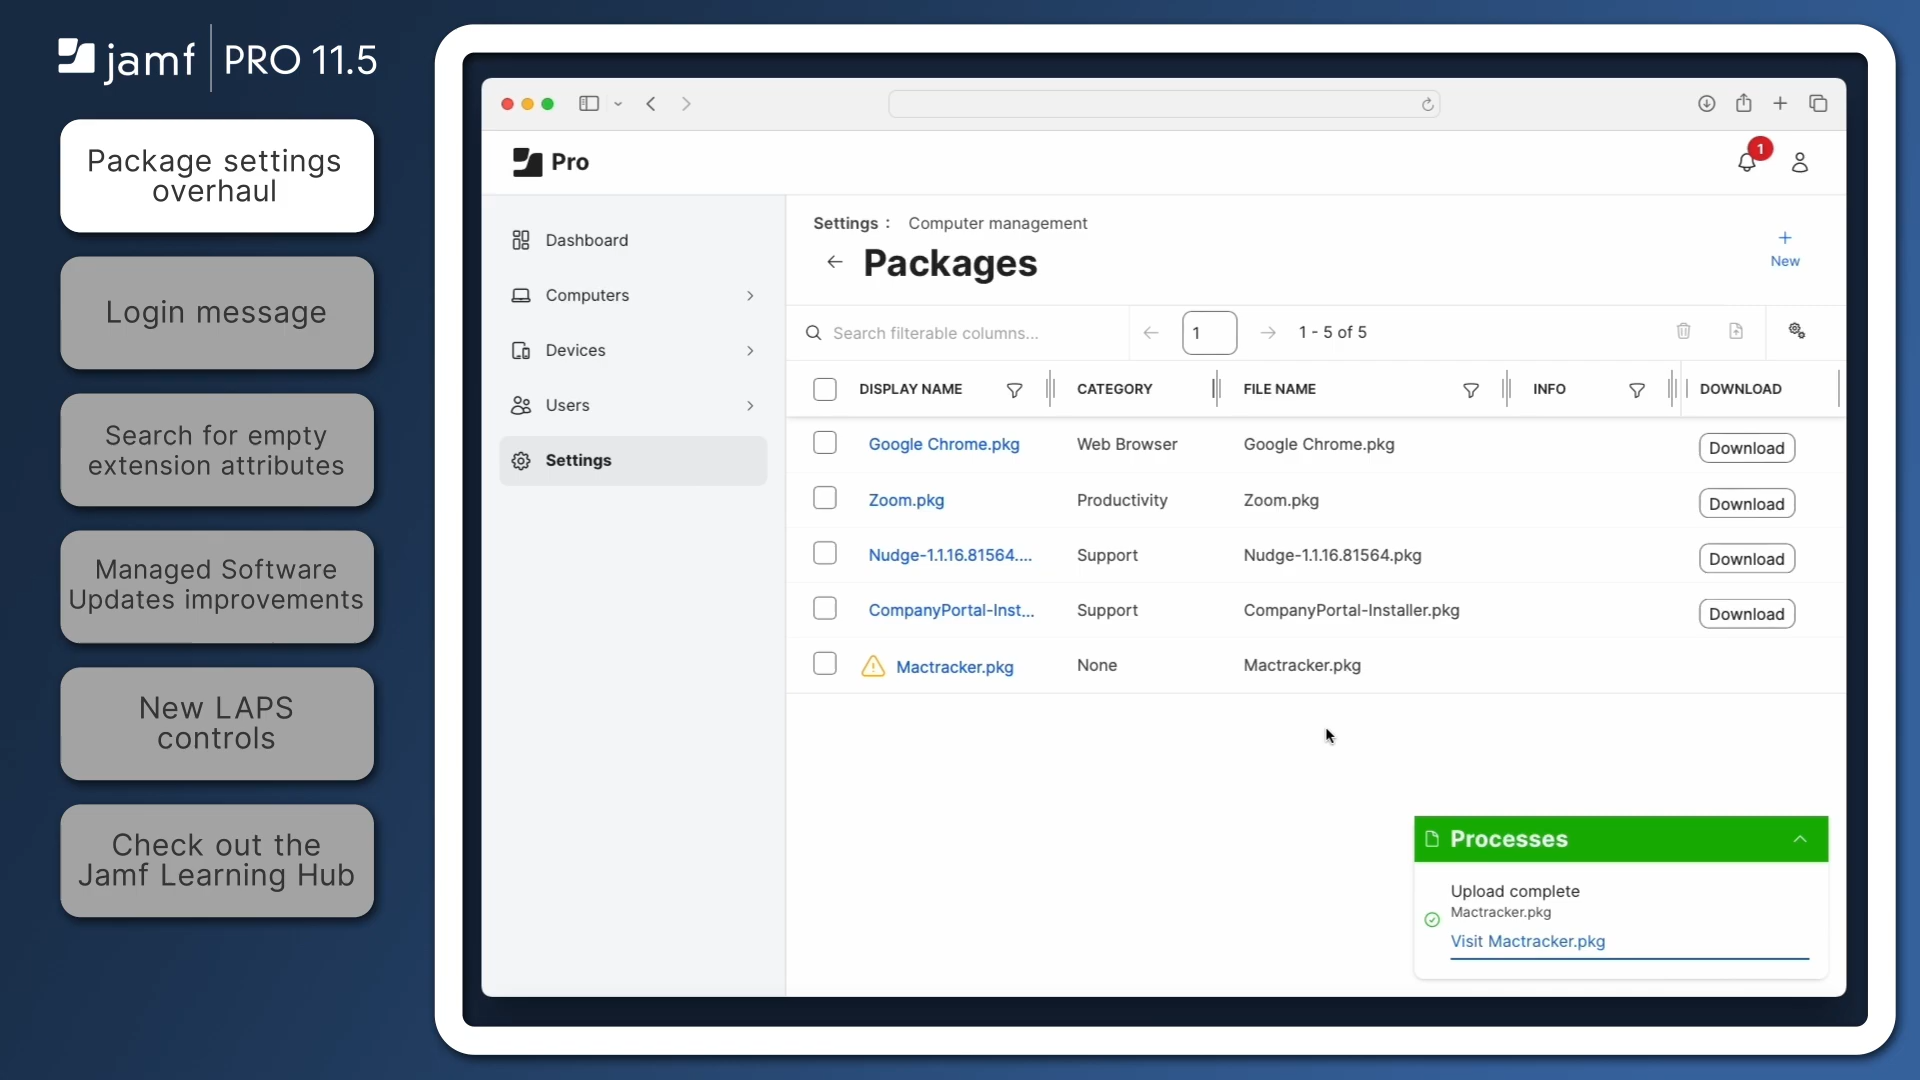 jamf PRO 11.5
Package settings
overhaul
Login message
Search for empty
extension attributes
Managed Software
Updates improvements
New LAPS
controls
Check out the
Jamf Learning Hub
Pro
1
Dashboard
Computers
Devices
Users
Settings
Settings : Computer management
Packages
New
Search filterable columns...
1
1 - 5 of 5
DISPLAY NAME CATEGORY FILE NAME INFO DOWNLOAD
Google Chrome.pkg Web Browser Google Chrome.pkg Download
Zoom.pkg Productivity Zoom.pkg Download
Nudge-1.1.16.81564.... Support Nudge-1.1.16.81564.pkg Download
CompanyPortal-Inst... Support CompanyPortal-Installer.pkg Download
Mactracker.pkg None Mactracker.pkg
Processes
Upload complete
Mactracker.pkg
Visit Mactracker.pkg